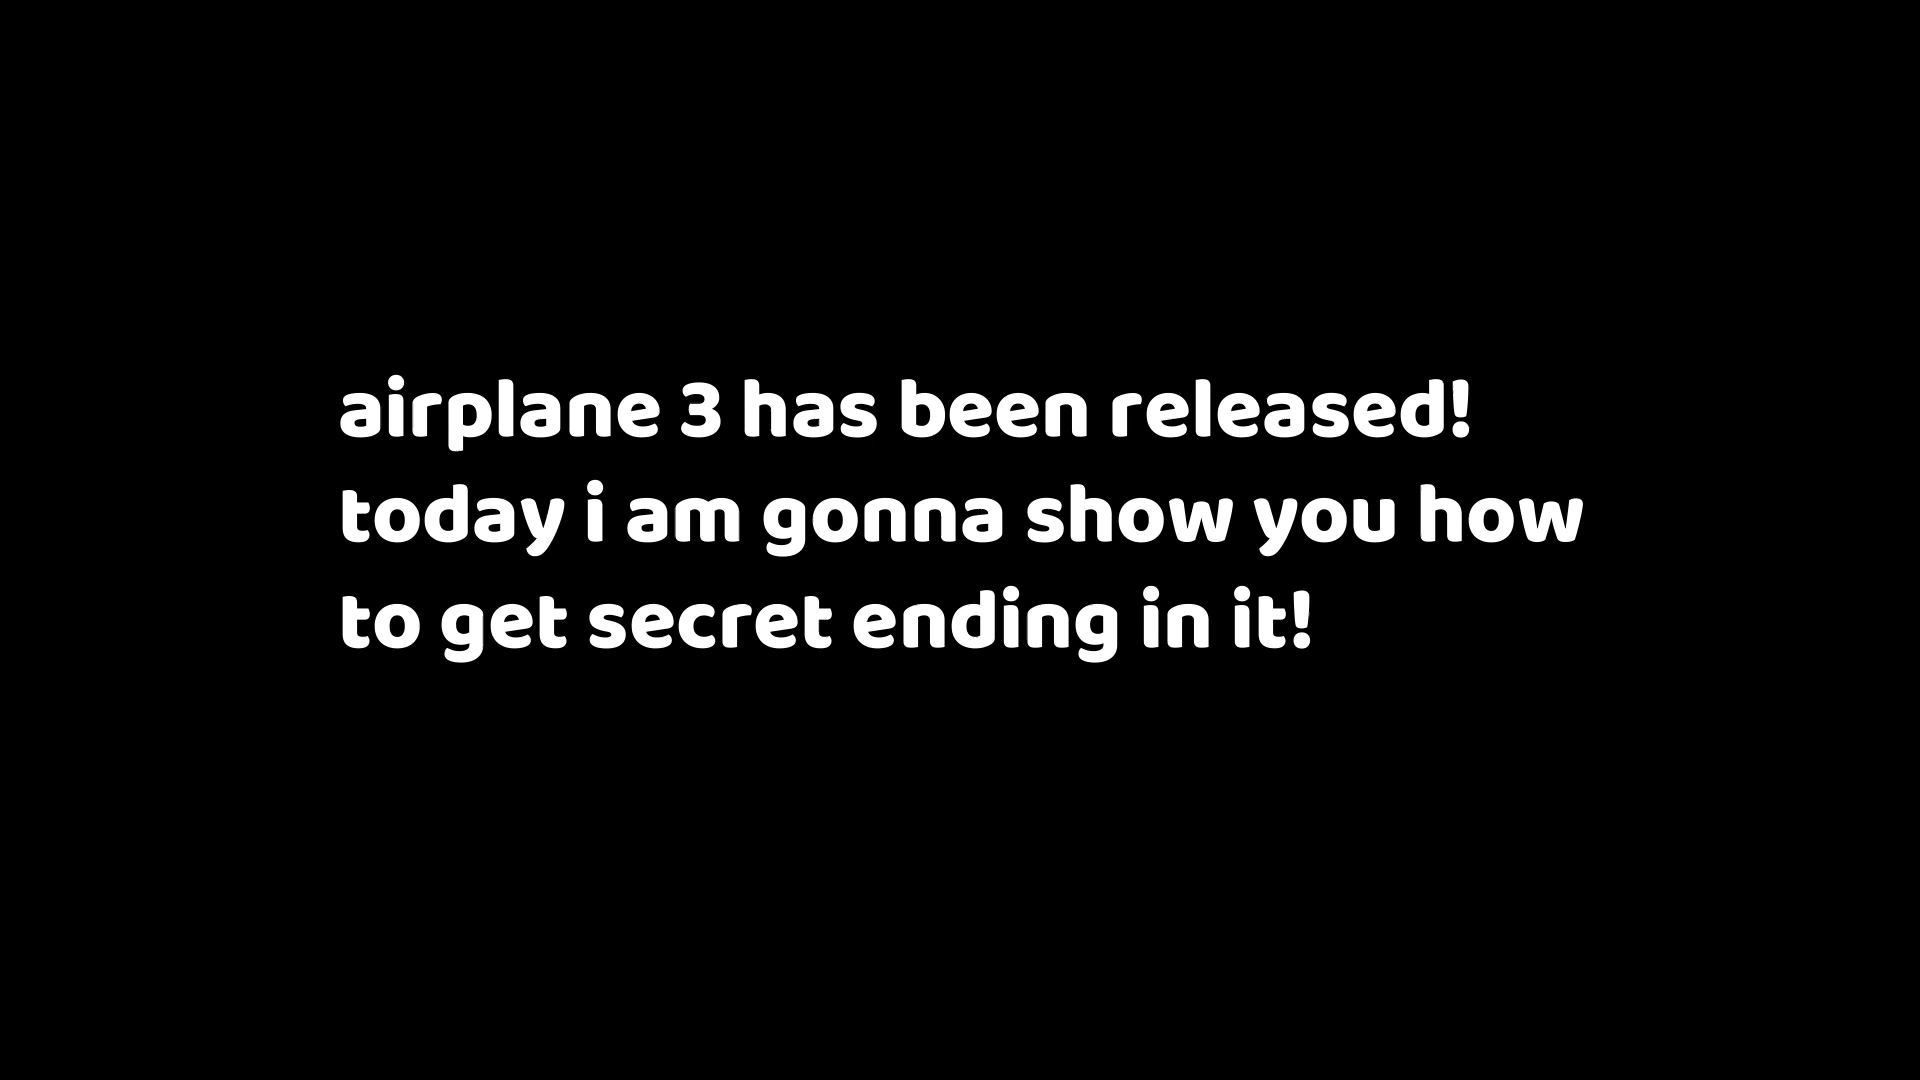 airplane 3 has been released!
today i am gonna show you how
to get secret ending in it!